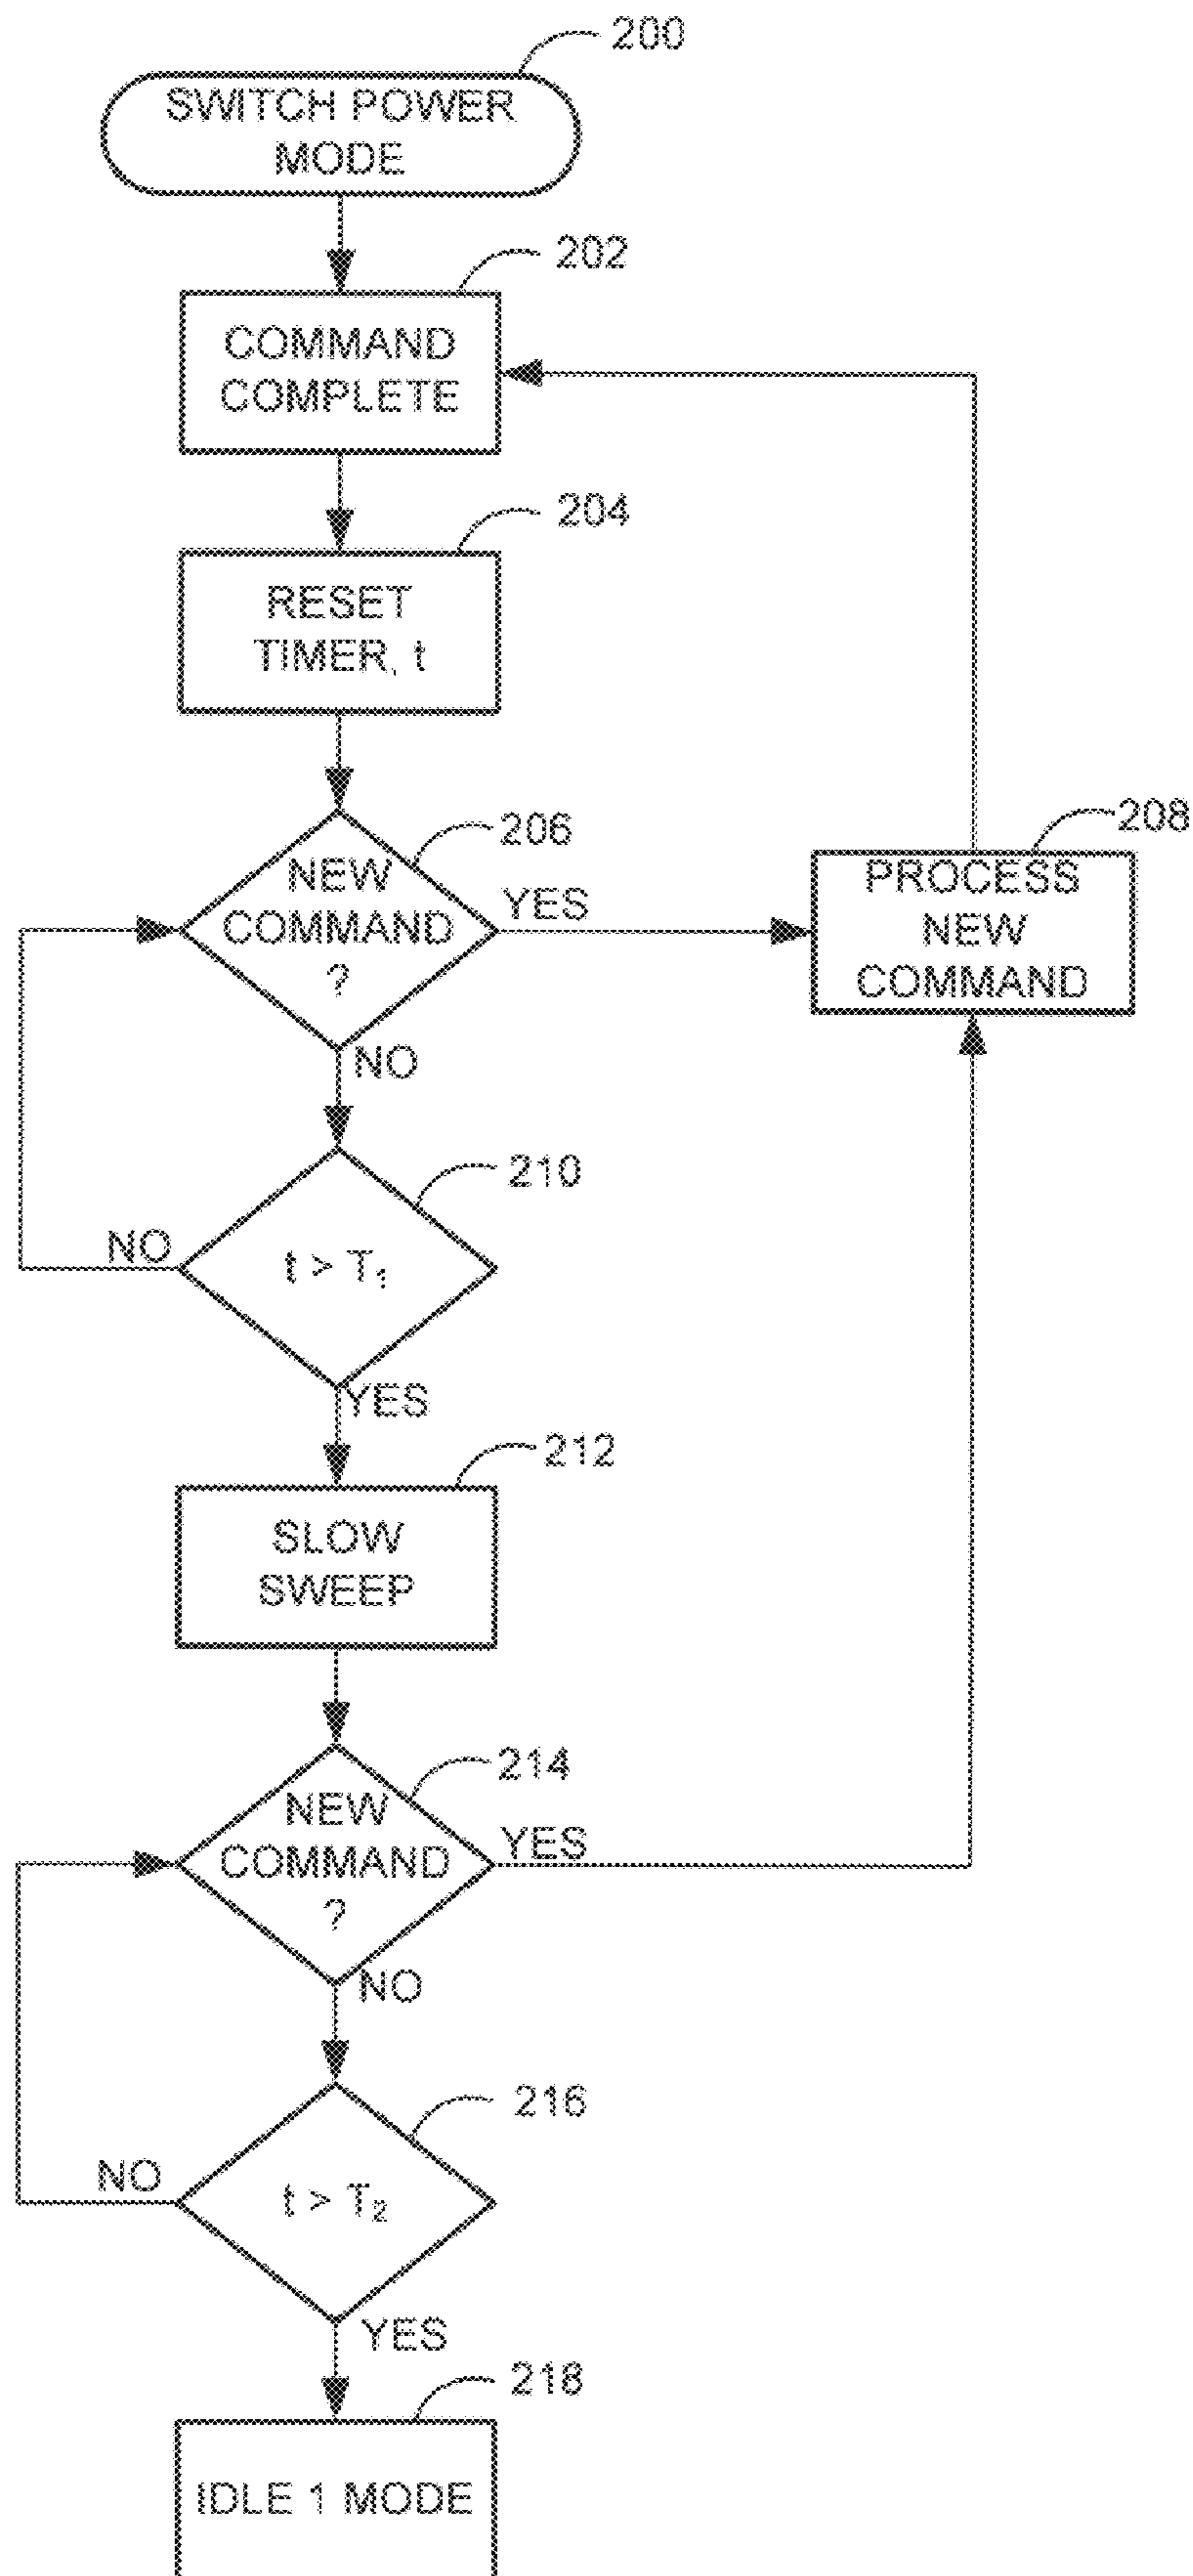 200
SWITCH POWER
MODE
202
COMMAND
COMPLETE
204
RESET
TIMER, t
206
NEW
COMMAND
?
YES
208
PROCESS
NEW
COMMAND
NO
210
t > T₁
NO
YES
212
SLOW
SWEEP
214
NEW
COMMAND
?
YES
NO
216
t > T₂
NO
YES
218
IDLE 1 MODE